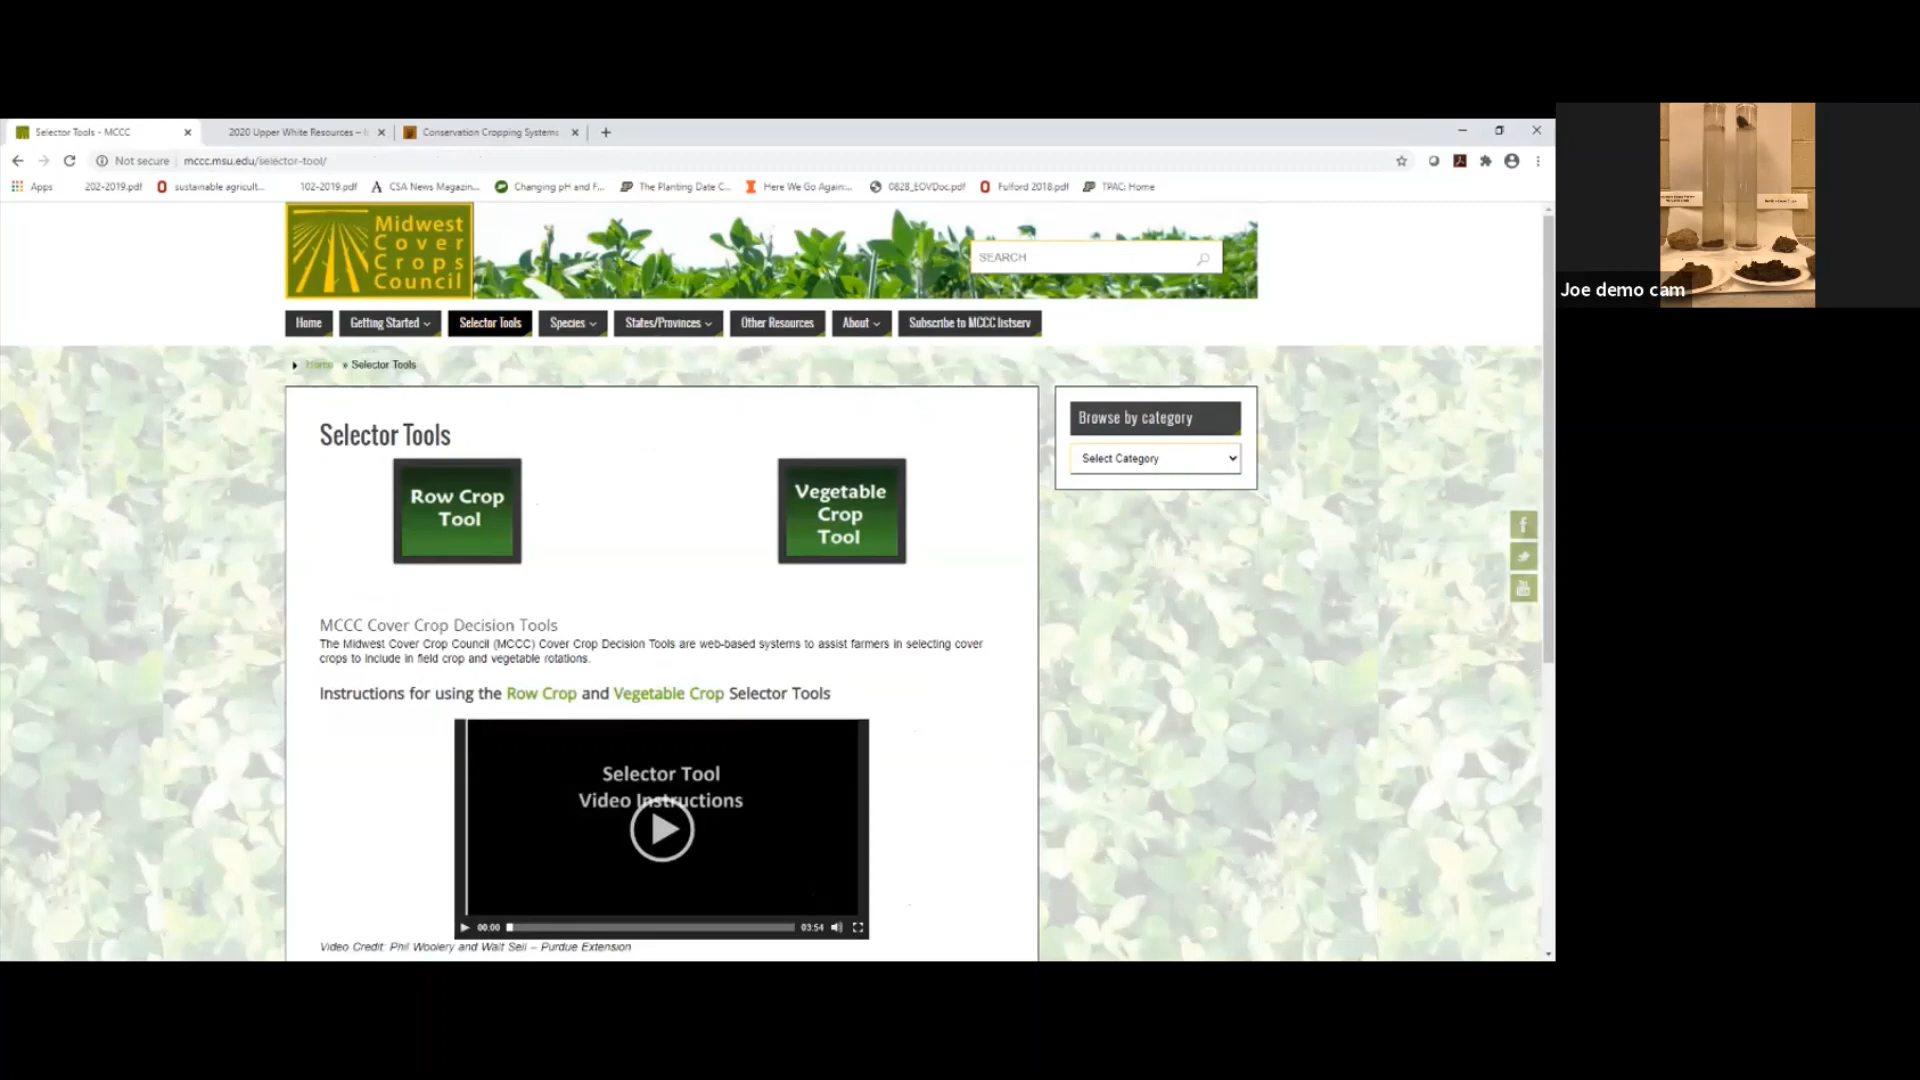 Selector Tools - MCCC
2020 Upper White Resources –
Conservation Cropping Systems
Not secure
mccc.msu.edu/selector-tool/
Apps
202-2019.pdf
sustainable agricult...
102-2019.pdf
CSA News Magazin...
Changing pH and F...
The Planting Date C...
Here We Go Again:...
0828_EOVDoc.pdf
Fulford 2018.pdf
TPAC: Home
Midwest
Cover
Crops
Council
SEARCH
Home
Getting Started
Selector Tools
Species
States/Provinces
Other Resources
About
Subscribe to MCCC listserv
Home » Selector Tools
Selector Tools
Row Crop
Tool
Vegetable
Crop
Tool
Browse by category
Select Category
MCCC Cover Crop Decision Tools
The Midwest Cover Crop Council (MCCC) Cover Crop Decision Tools are web-based systems to assist farmers in selecting cover
crops to include in field crop and vegetable rotations.
Instructions for using the Row Crop and Vegetable Crop Selector Tools
Selector Tool
Video Instructions
00:00
03:54
Video Credit: Phil Woolery and Walt Sell – Purdue Extension
Joe demo cam